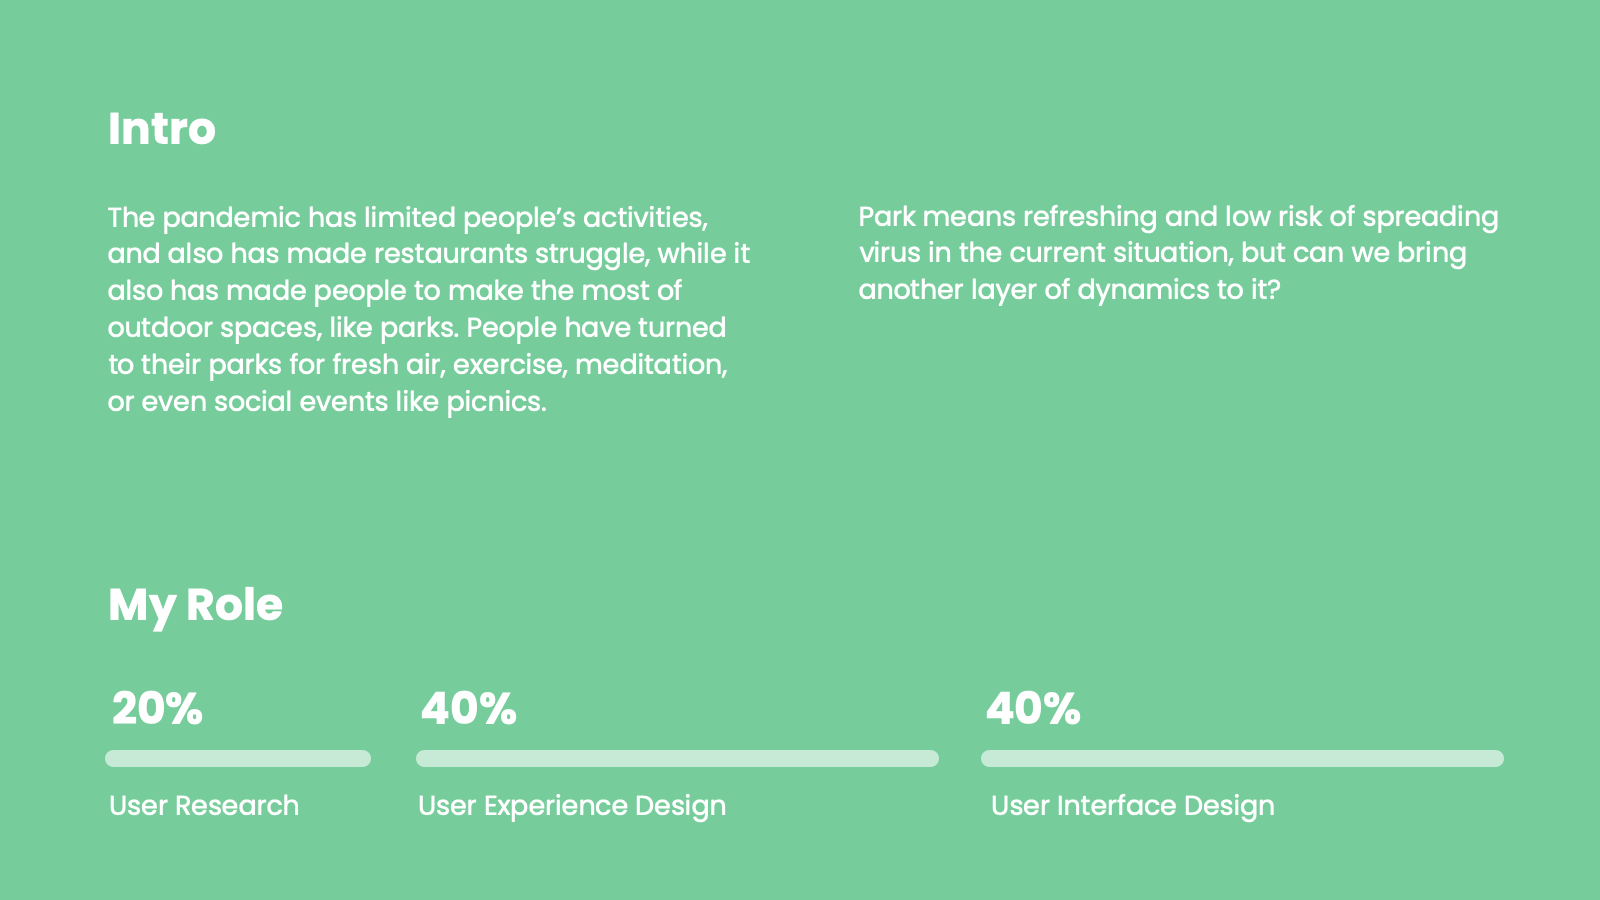 Intro
The pandemic has limited people’s activities,
and also has made restaurants struggle, while it
also has made people to make the most of
outdoor spaces, like parks. People have turned
to their parks for fresh air, exercise, meditation,
or even social events like picnics.
Park means refreshing and low risk of spreading
virus in the current situation, but can we bring
another layer of dynamics to it?
My Role
20%
User Research
40%
User Experience Design
40%
User Interface Design